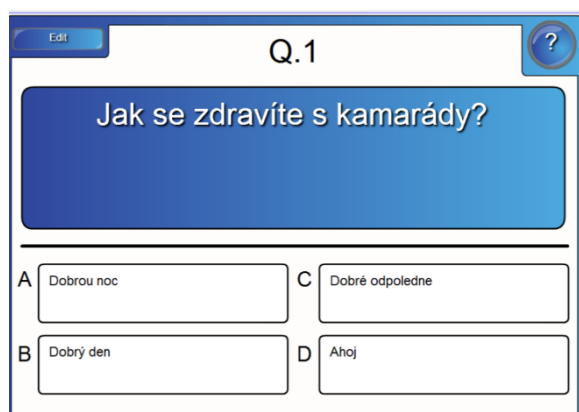 Edit
Q.1
?
Jak se zdravíte s kamarády?
A Dobrou noc
B Dobrý den
C Dobré odpoledne
D Ahoj